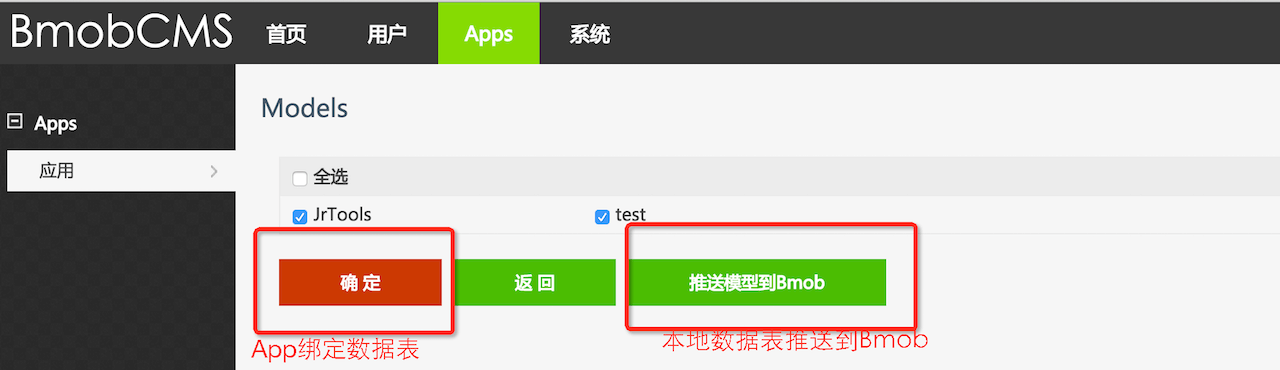 BmobCMS 首页 用户 Apps 系统
Apps
应用
Models
全选
JrTools test
确 定 返 回 推送模型到Bmob
App绑定数据表 本地数据表推送到Bmob